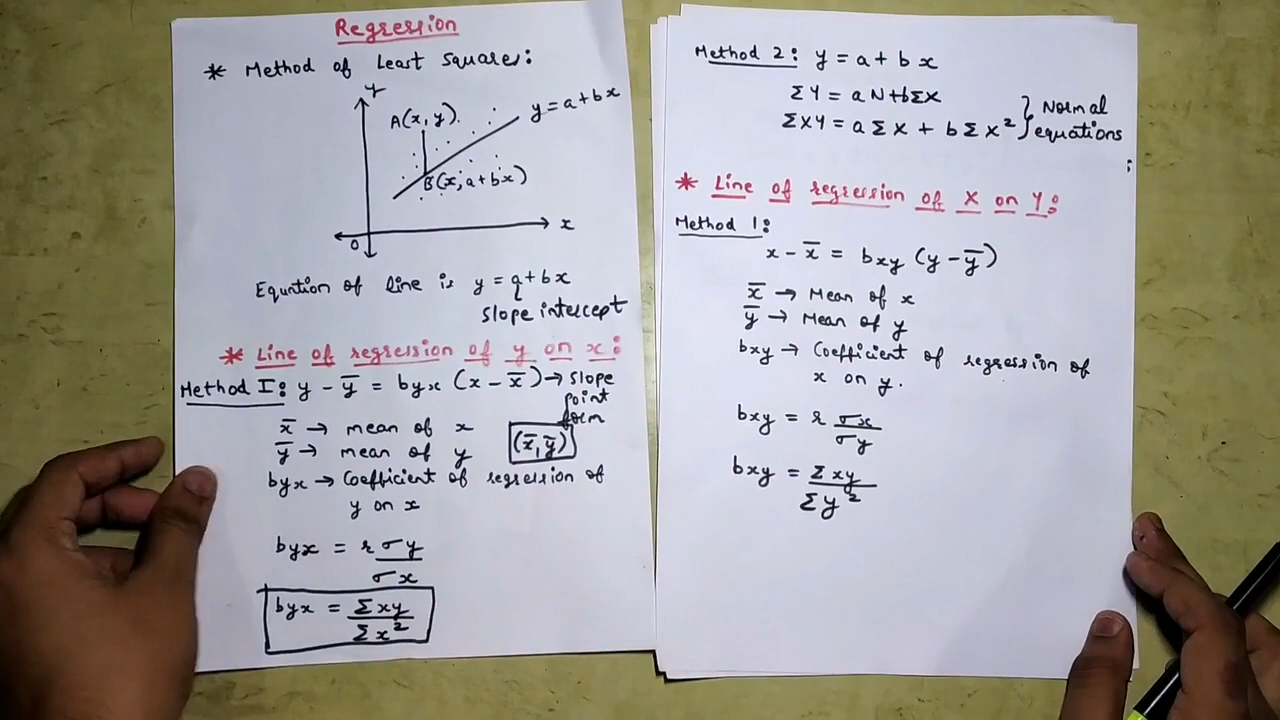 Regression
* Method of Least Square:
Y
A(x, y)
y = a + bx
B(x, a + bx)
O
x
Equation of line is y = a + bx
slope intercept
* Line of regression of y on x:
Method I: y - ȳ = byx (x - x̄) → slope
point
form
x̄ → mean of x
(x̄, ȳ)
ȳ → mean of y
byx → Coefficient of regression of
y on x
byx = r σy
σx
byx = Σxy
Σx²
Method 2: y = a + bx
ΣY = aN + bΣX
ΣXY = aΣX + bΣX²
} Normal
equations
;
* Line of regression of X on Y:
Method 1:
x - x̄ = bxy (y - ȳ)
x̄ → Mean of x
ȳ → Mean of y
bxy → Coefficient of regression of
x on y.
bxy = r σx
σy
bxy = Σxy
Σy²